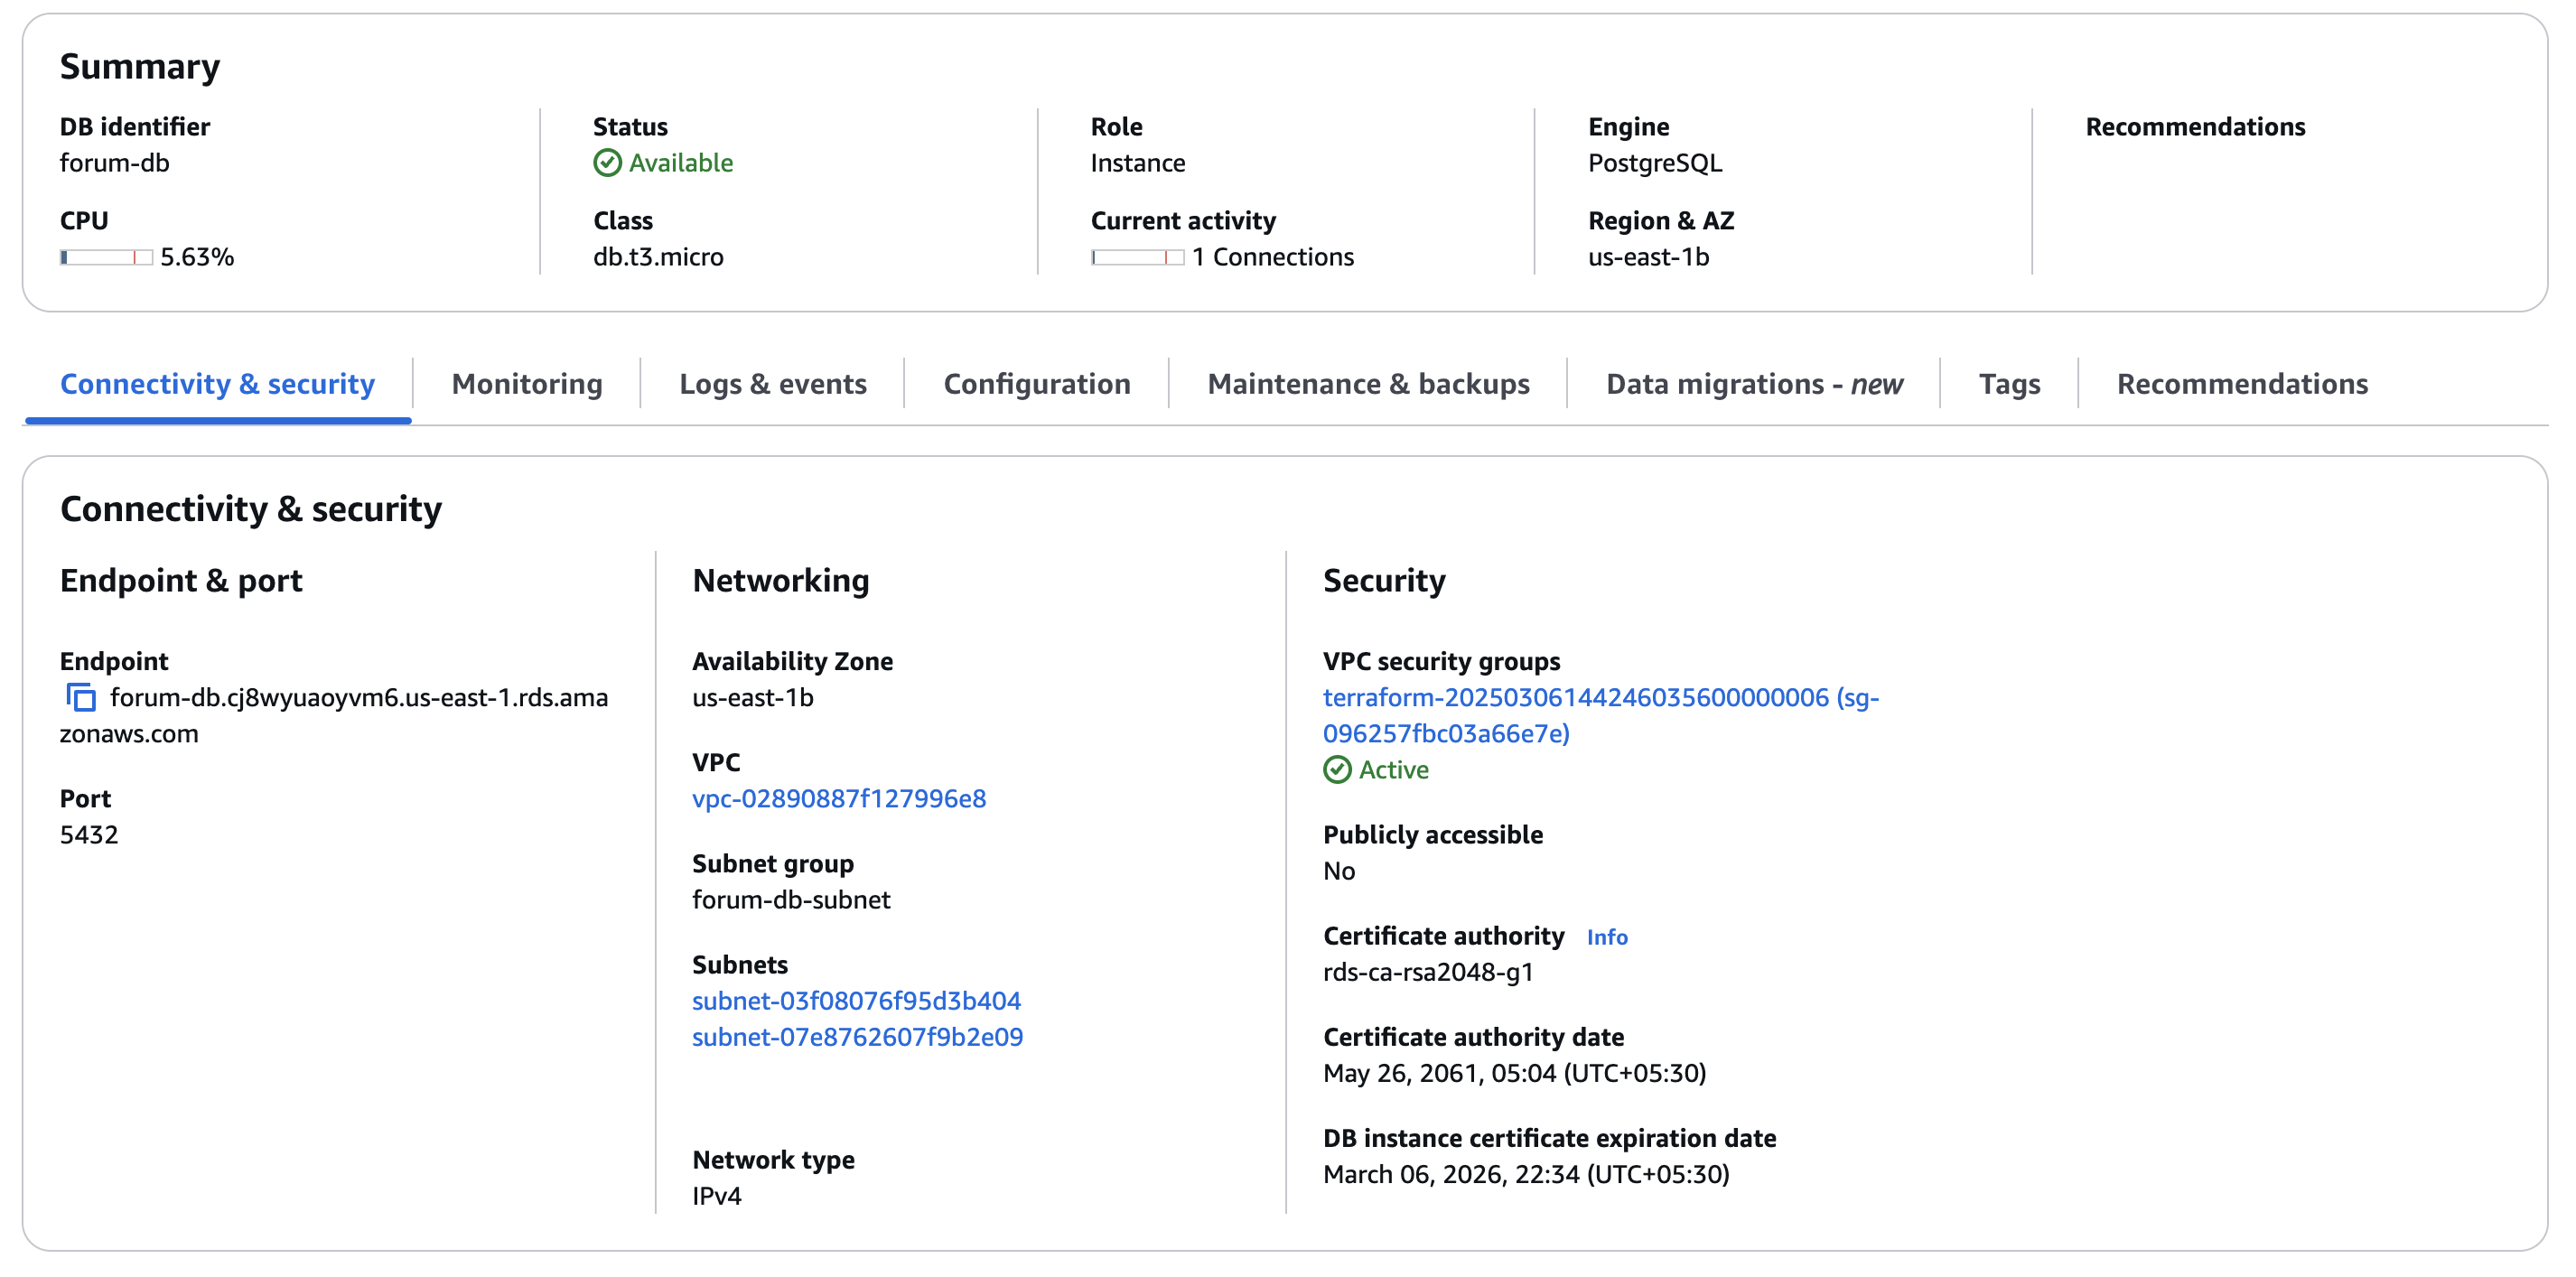 Summary
DB identifier
forum-db
Status
Available
Role
Instance
Engine
PostgreSQL
Recommendations
CPU
5.63%
Class
db.t3.micro
Current activity
1 Connections
Region & AZ
us-east-1b
Connectivity & security
Monitoring
Logs & events
Configuration
Maintenance & backups
Data migrations - new
Tags
Recommendations
Connectivity & security
Endpoint & port
Endpoint
forum-db.cj8wyuaoyvm6.us-east-1.rds.ama
zonaws.com
Port
5432
Networking
Availability Zone
us-east-1b
VPC
vpc-02890887f127996e8
Subnet group
forum-db-subnet
Subnets
subnet-03f08076f95d3b404
subnet-07e8762607f9b2e09
Network type
IPv4
Security
VPC security groups
terraform-20250306144246035600000006 (sg-
096257fbc03a66e7e)
Active
Publicly accessible
No
Certificate authority Info
rds-ca-rsa2048-g1
Certificate authority date
May 26, 2061, 05:04 (UTC+05:30)
DB instance certificate expiration date
March 06, 2026, 22:34 (UTC+05:30)